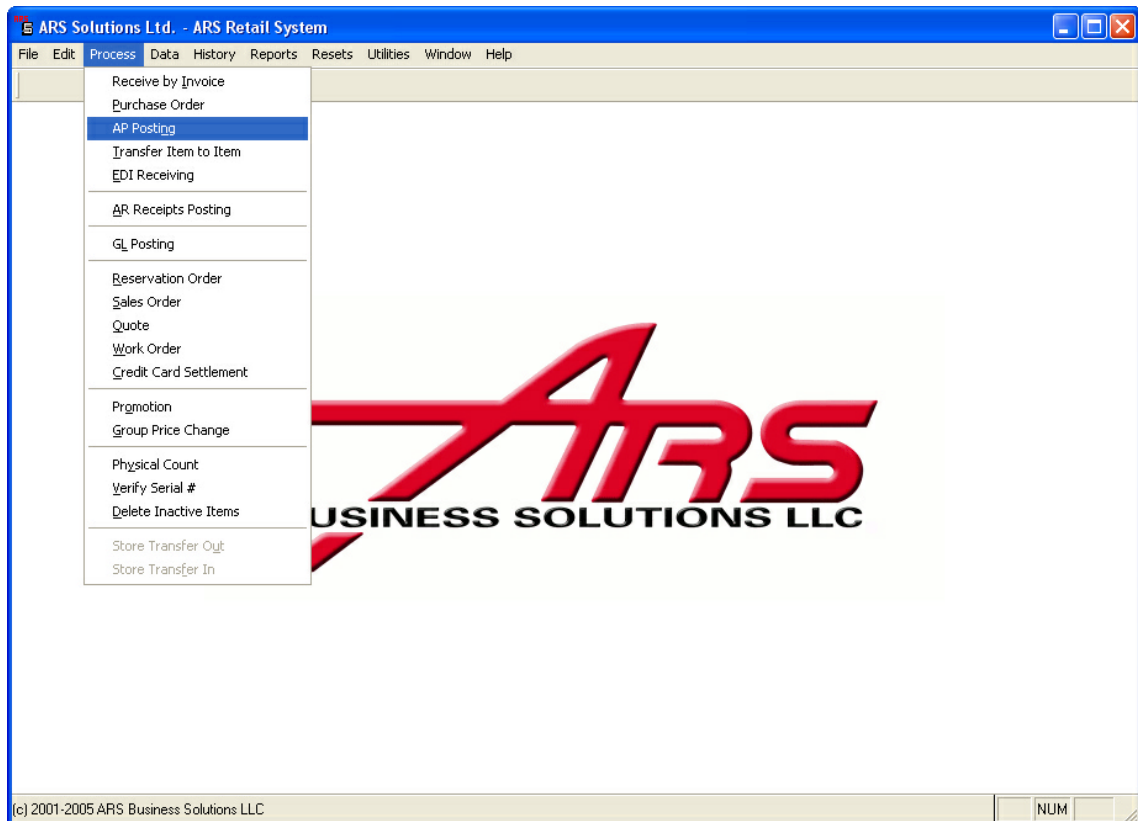 ARS Solutions Ltd. - ARS Retail System
File Edit Process Data History Reports Resets Utilities Window Help
Receive by Invoice
Purchase Order
AP Posting
Transfer Item to Item
EDI Receiving
AR Receipts Posting
GL Posting
Reservation Order
Sales Order
Quote
Work Order
Credit Card Settlement
Promotion
Group Price Change
Physical Count
Verify Serial #
Delete Inactive Items
Store Transfer Out
Store Transfer In
ARS
USINESS SOLUTIONS LLC
(c) 2001-2005 ARS Business Solutions LLC
NUM